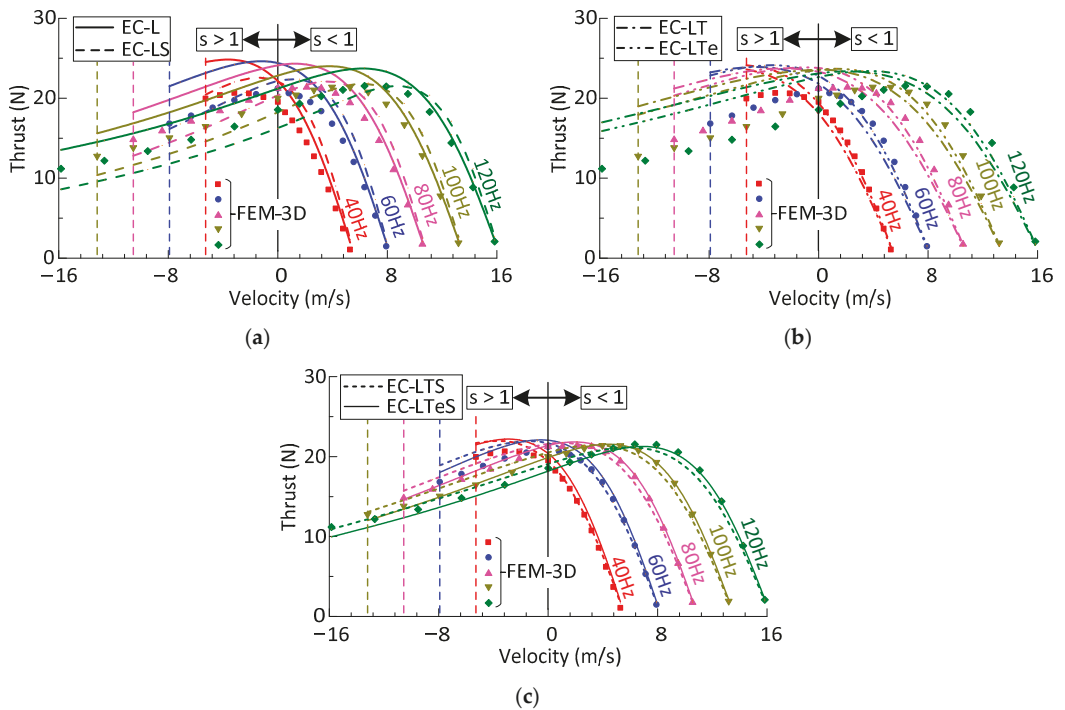 30
20
10
0
Thrust (N)
EC-L
EC-LS
s > 1
s < 1
FEM-3D
40Hz
60Hz
80Hz
100Hz
120Hz
−16
−8
0
8
16
Velocity (m/s)
(a)
30
20
10
0
Thrust (N)
EC-LT
EC-LTe
s > 1
s < 1
FEM-3D
40Hz
60Hz
80Hz
100Hz
120Hz
−16
−8
0
8
16
Velocity (m/s)
(b)
30
20
10
0
Thrust (N)
EC-LTS
EC-LTeS
s > 1
s < 1
FEM-3D
40Hz
60Hz
80Hz
100Hz
120Hz
−16
−8
0
8
16
Velocity (m/s)
(c)